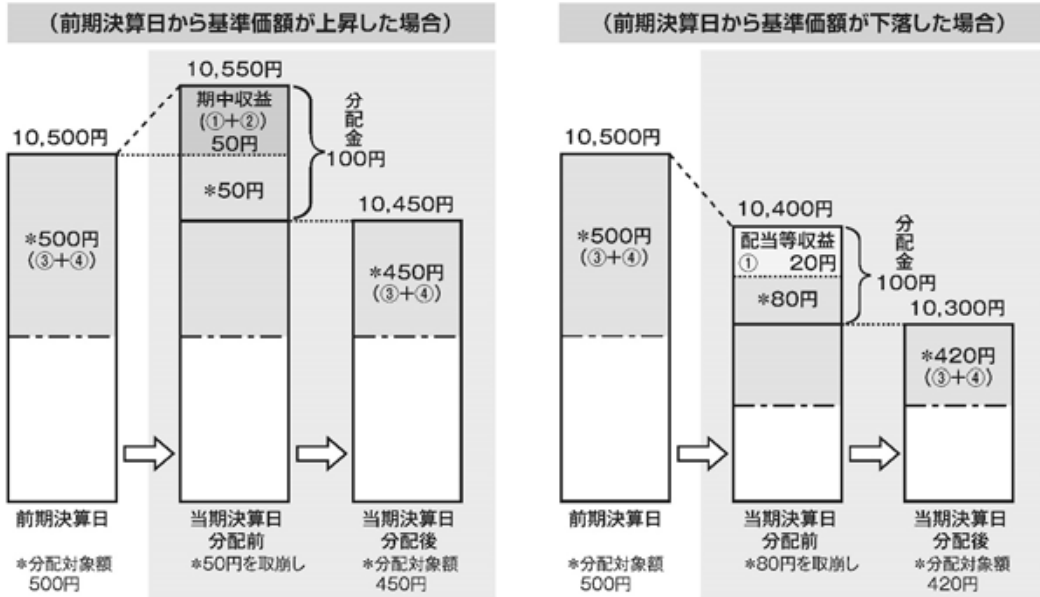 (前期決算日から基準価額が上昇した場合)
10,550円
期中収益
(①+②)
50円
分配金
100円
10,500円
*50円
10,450円
*500円
(③+④)
*450円
(③+④)
前期決算日
当期決算日
分配前
当期決算日
分配後
*分配対象額
500円
*50円を取崩し
*分配対象額
450円
(前期決算日から基準価額が下落した場合)
10,500円
10,400円
配当等収益
① 20円
分配金
100円
*500円
(③+④)
*80円
10,300円
*420円
(③+④)
前期決算日
当期決算日
分配前
当期決算日
分配後
*分配対象額
500円
*80円を取崩し
*分配対象額
420円